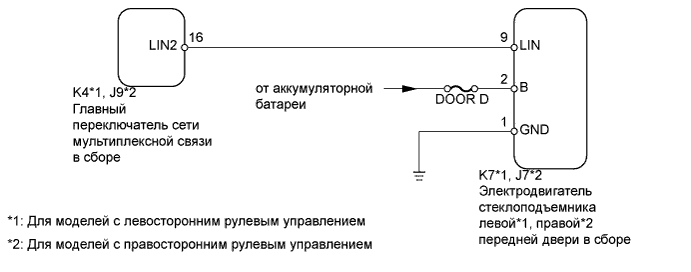 LIN2
16
9
LIN
от аккумуляторной
батареи
DOOR D
2
B
1
GND
K4*1, J9*2
Главный
переключатель сети
мультиплексной связи
в сборе
K7*1, J7*2
Электродвигатель
стеклоподъемника
левой*1, правой*2
передней двери в сборе
*1: Для моделей с левосторонним рулевым управлением
*2: Для моделей с правосторонним рулевым управлением